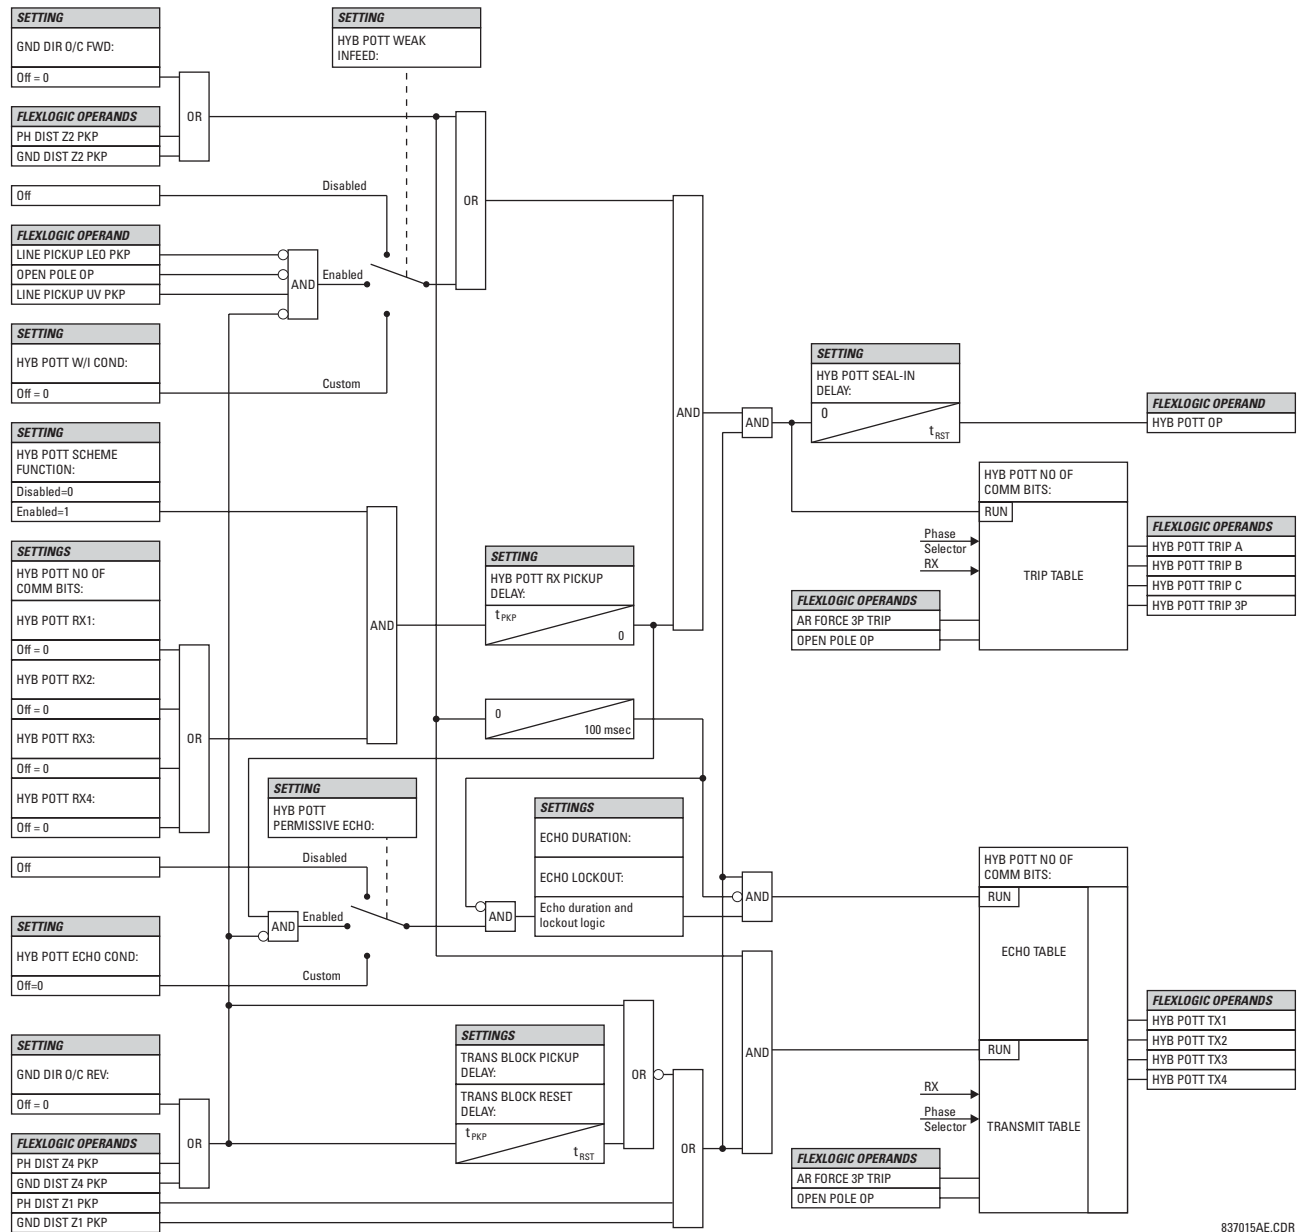 SETTING
GND DIR O/C FWD:
Off = 0
FLEXLOGIC OPERANDS
PH DIST Z2 PKP
GND DIST Z2 PKP
OR
Off
Disabled
SETTING
HYB POTT WEAK
INFEED:
FLEXLOGIC OPERAND
LINE PICKUP LEO PKP
OPEN POLE OP
LINE PICKUP UV PKP
AND
Enabled
OR
SETTING
HYB POTT W/I COND:
Off = 0
Custom
SETTING
HYB POTT SCHEME
FUNCTION:
Disabled=0
Enabled=1
SETTINGS
HYB POTT NO OF
COMM BITS:
HYB POTT RX1:
Off = 0
HYB POTT RX2:
Off = 0
HYB POTT RX3:
Off = 0
HYB POTT RX4:
Off = 0
OR
AND
SETTING
HYB POTT RX PICKUP
DELAY:
tPKP
0
0
100 msec
AND
AND
SETTING
HYB POTT SEAL-IN
DELAY:
0
tRST
FLEXLOGIC OPERAND
HYB POTT OP
HYB POTT NO OF
COMM BITS:
RUN
Phase
Selector
RX
TRIP TABLE
FLEXLOGIC OPERANDS
AR FORCE 3P TRIP
OPEN POLE OP
FLEXLOGIC OPERANDS
HYB POTT TRIP A
HYB POTT TRIP B
HYB POTT TRIP C
HYB POTT TRIP 3P
Off
Disabled
SETTING
HYB POTT
PERMISSIVE ECHO:
AND
Enabled
SETTING
HYB POTT ECHO COND:
Off=0
Custom
AND
SETTINGS
ECHO DURATION:
ECHO LOCKOUT:
Echo duration and
lockout logic
AND
HYB POTT NO OF
COMM BITS:
RUN
ECHO TABLE
SETTING
GND DIR O/C REV:
Off = 0
FLEXLOGIC OPERANDS
PH DIST Z4 PKP
GND DIST Z4 PKP
PH DIST Z1 PKP
GND DIST Z1 PKP
OR
SETTINGS
TRANS BLOCK PICKUP
DELAY:
TRANS BLOCK RESET
DELAY:
tPKP
tRST
OR
OR
AND
RUN
RX
Phase
Selector
TRANSMIT TABLE
FLEXLOGIC OPERANDS
AR FORCE 3P TRIP
OPEN POLE OP
FLEXLOGIC OPERANDS
HYB POTT TX1
HYB POTT TX2
HYB POTT TX3
HYB POTT TX4
837015AE.CDR